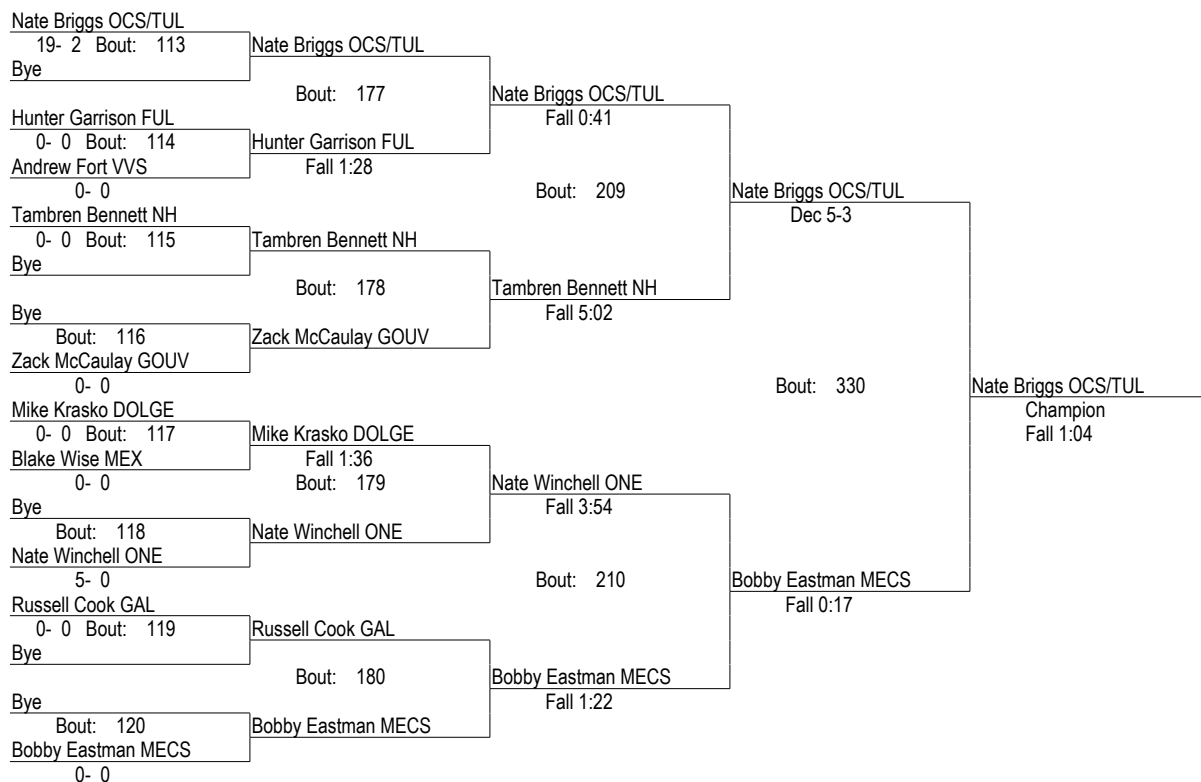 Nate Briggs OCS/TUL
19- 2 Bout: 113
Bye
Hunter Garrison FUL
0- 0 Bout: 114
Andrew Fort VVS
0- 0
Tambren Bennett NH
0- 0 Bout: 115
Bye
Bye
Bout: 116
Zack McCaulay GOUV
0- 0
Mike Krasko DOLGE
0- 0 Bout: 117
Blake Wise MEX
0- 0
Bye
Bout: 118
Nate Winchell ONE
5- 0
Russell Cook GAL
0- 0 Bout: 119
Bye
Bye
Bout: 120
Bobby Eastman MECS
0- 0
Nate Briggs OCS/TUL
Bout: 177
Hunter Garrison FUL
Fall 1:28
Tambren Bennett NH
Bout: 178
Zack McCaulay GOUV
Mike Krasko DOLGE
Fall 1:36
Bout: 179
Nate Winchell ONE
Russell Cook GAL
Bout: 180
Bobby Eastman MECS
Nate Briggs OCS/TUL
Fall 0:41
Bout: 209
Tambren Bennett NH
Fall 5:02
Nate Winchell ONE
Fall 3:54
Bout: 210
Bobby Eastman MECS
Fall 1:22
Nate Briggs OCS/TUL
Dec 5-3
Bout: 330
Bobby Eastman MECS
Fall 0:17
Nate Briggs OCS/TUL
Champion
Fall 1:04